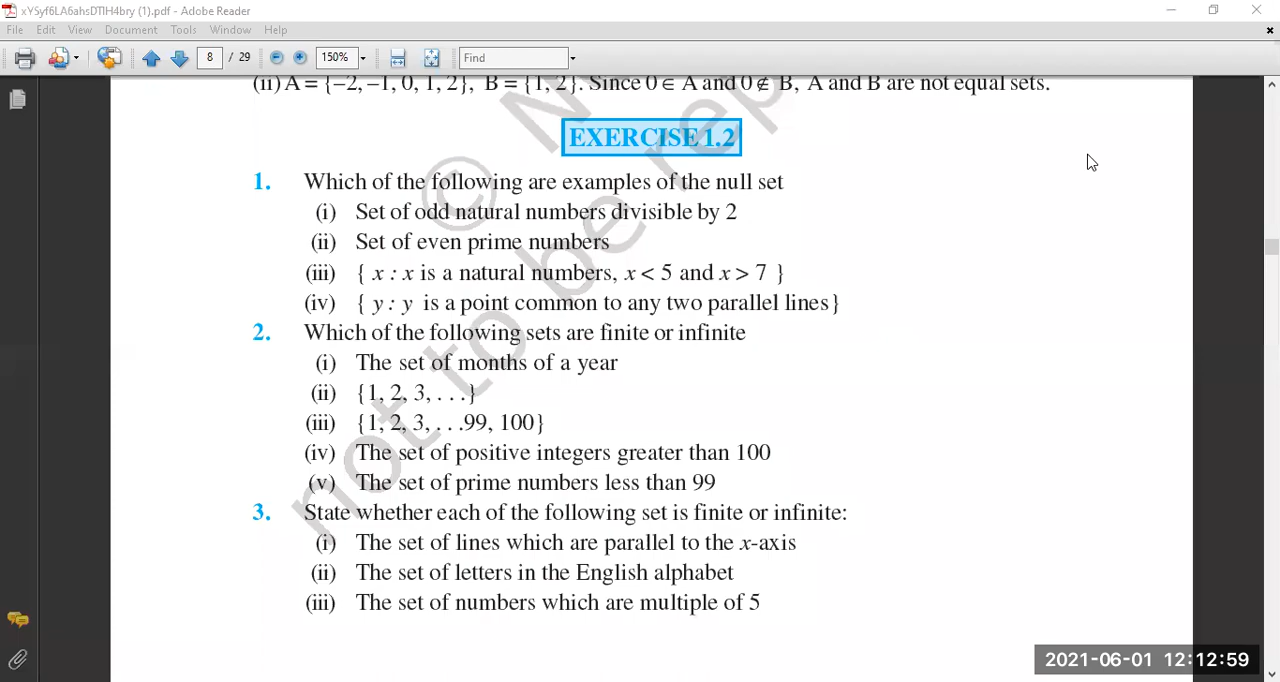 xYSyf6LA6ahsDTlH4bry (1).pdf - Adobe Reader
File Edit View Document Tools Window Help
8 / 29 150% Find
(ii) A = {–2, –1, 0, 1, 2}, B = {1, 2}. Since 0 ∈ A and 0 ∉ B, A and B are not equal sets.
EXERCISE 1.2
1. Which of the following are examples of the null set
(i) Set of odd natural numbers divisible by 2
(ii) Set of even prime numbers
(iii) { x : x is a natural numbers, x < 5 and x > 7 }
(iv) { y : y is a point common to any two parallel lines}
2. Which of the following sets are finite or infinite
(i) The set of months of a year
(ii) {1, 2, 3, . . .}
(iii) {1, 2, 3, . . .99, 100}
(iv) The set of positive integers greater than 100
(v) The set of prime numbers less than 99
3. State whether each of the following set is finite or infinite:
(i) The set of lines which are parallel to the x-axis
(ii) The set of letters in the English alphabet
(iii) The set of numbers which are multiple of 5
© N
not to be rep
2021-06-01 12:12:59